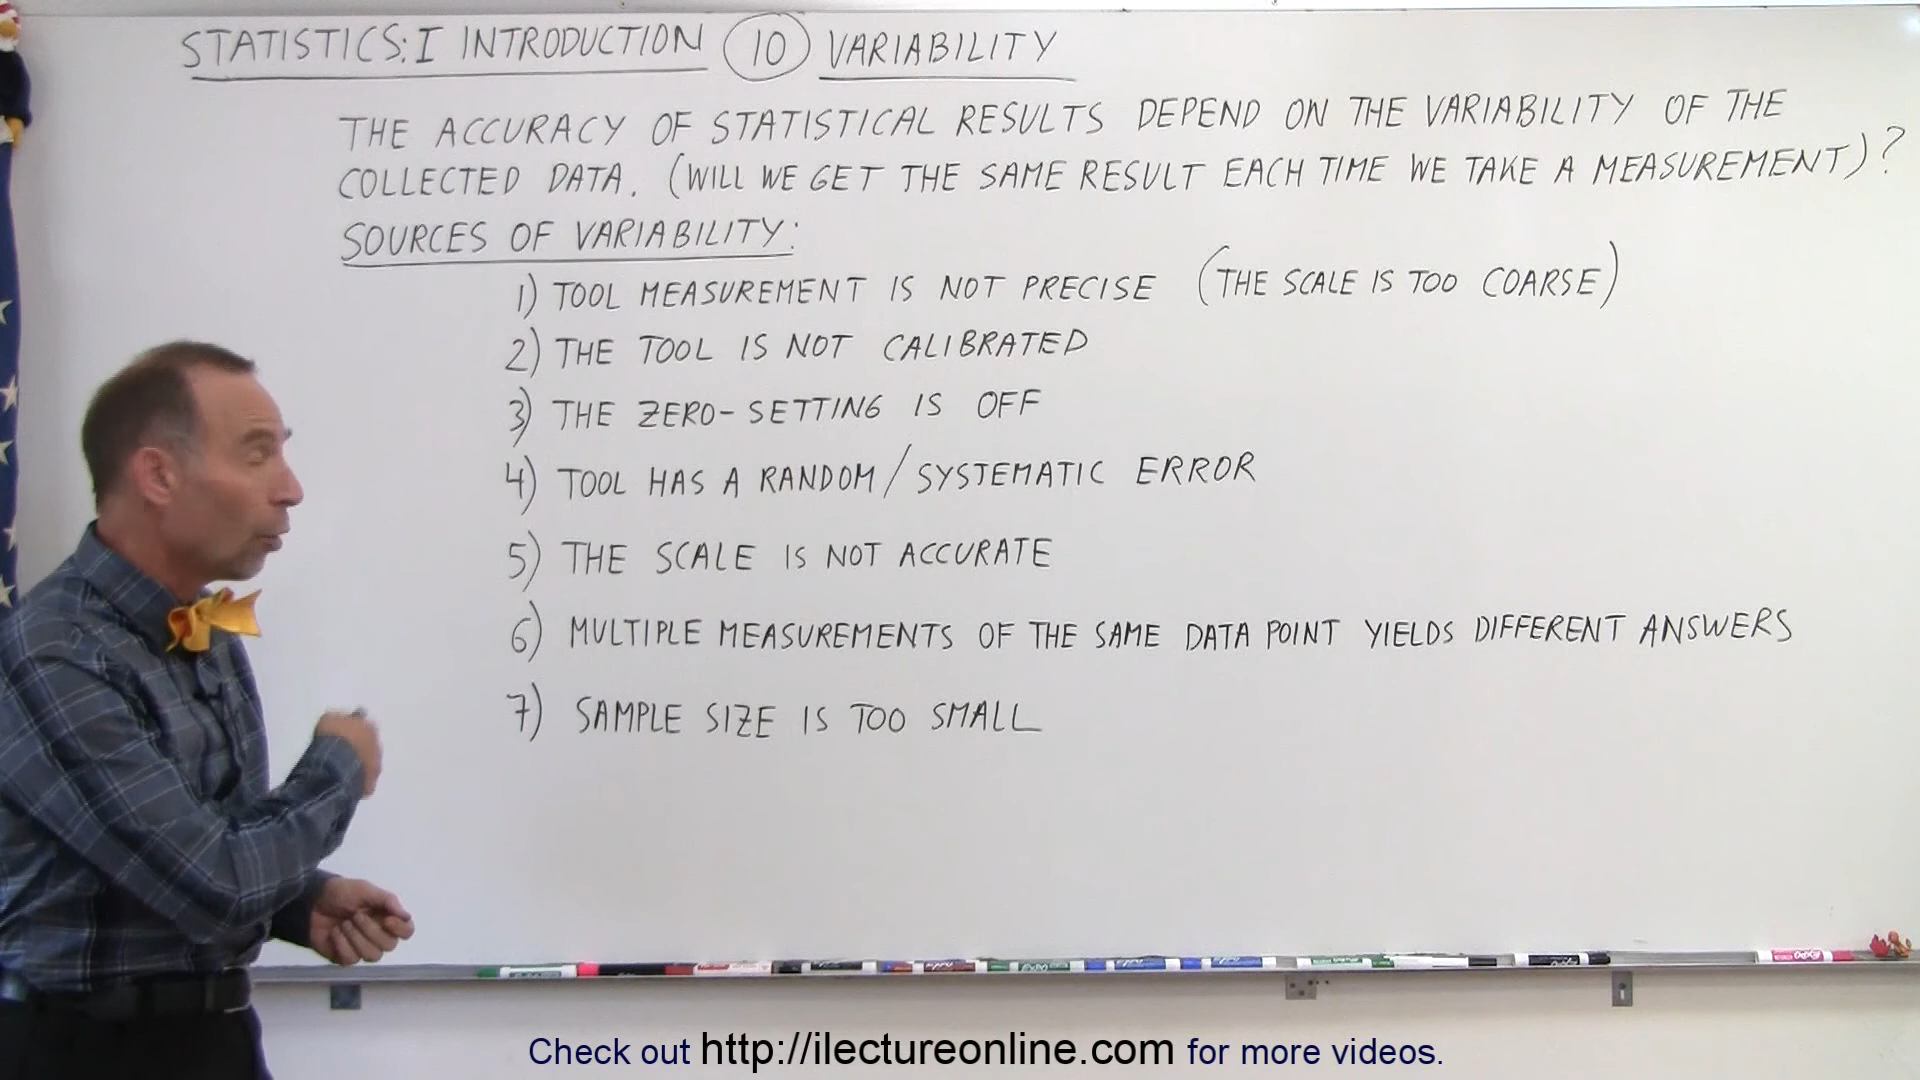 STATISTICS: I INTRODUCTION 10 VARIABILITY
THE ACCURACY OF STATISTICAL RESULTS DEPEND ON THE VARIABILITY OF THE
COLLECTED DATA. (WILL WE GET THE SAME RESULT EACH TIME WE TAKE A MEASUREMENT)?
SOURCES OF VARIABILITY:
1) TOOL MEASUREMENT IS NOT PRECISE (THE SCALE IS TOO COARSE)
2) THE TOOL IS NOT CALIBRATED
3) THE ZERO-SETTING IS OFF
4) TOOL HAS A RANDOM/SYSTEMATIC ERROR
5) THE SCALE IS NOT ACCURATE
6) MULTIPLE MEASUREMENTS OF THE SAME DATA POINT YIELDS DIFFERENT ANSWERS
7) SAMPLE SIZE IS TOO SMALL
Check out http://ilectureonline.com for more videos.